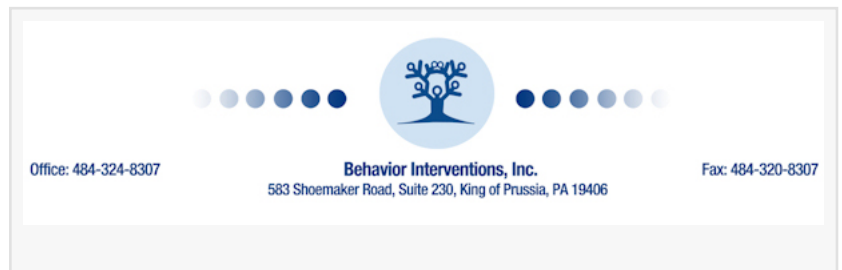 Office: 484-324-8307
Behavior Interventions, Inc.
Fax: 484-320-8307
583 Shoemaker Road, Suite 230, King of Prussia, PA 19406